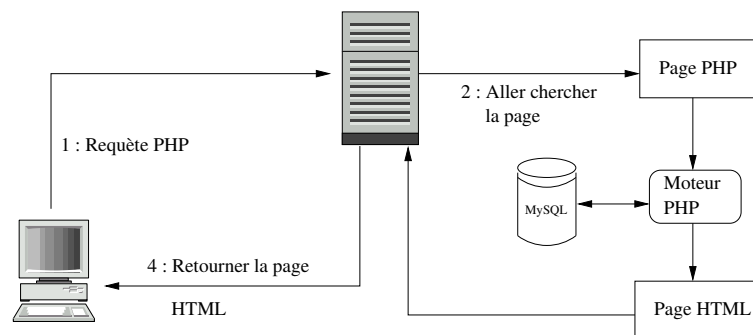 Page PHP
2 : Aller chercher
la page
1 : Requète PHP
Moteur
PHP
MySQL
4 : Retourner la page
HTML
Page HTML